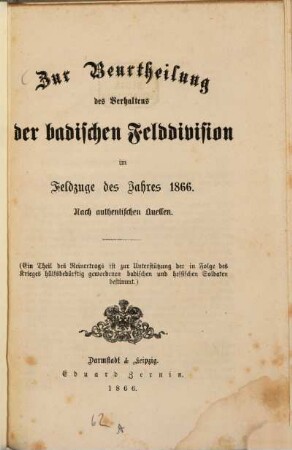 Zur Beurtheilung
des Verhaltens
der badischen Felddivision
im
Feldzuge des Jahres 1866.
Nach authentischen Quellen.
(Ein Theil des Reinertrags ist zur Unterstützung der in Folge des
Krieges hülfsbedürftig gewordenen badischen und hessischen Soldaten
bestimmt.)
Darmstadt & Leipzig.
Eduard Zernin.
1866.
62